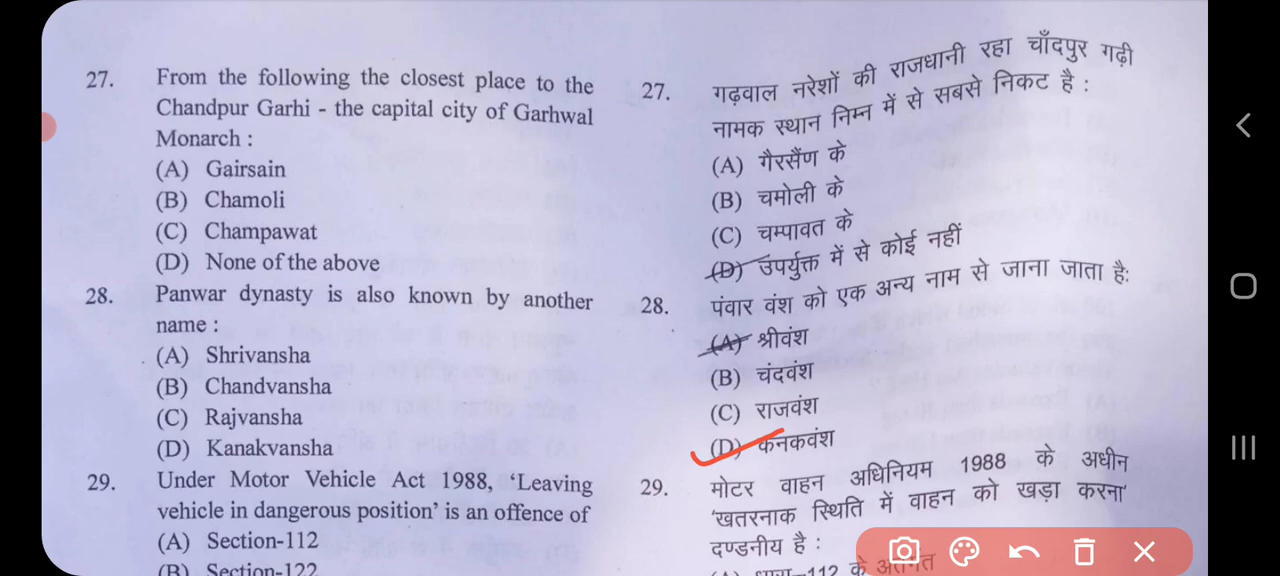 27. From the following the closest place to the
Chandpur Garhi - the capital city of Garhwal
Monarch :
(A) Gairsain
(B) Chamoli
(C) Champawat
(D) None of the above
28. Panwar dynasty is also known by another
name :
(A) Shrivansha
(B) Chandvansha
(C) Rajvansha
(D) Kanakvansha
29. Under Motor Vehicle Act 1988, ‘Leaving
vehicle in dangerous position’ is an offence of
(A) Section-112
(B) Section-122
27. गढ़वाल नरेशों की राजधानी रहा चाँदपुर गढ़ी
नामक स्थान निम्न में से सबसे निकट है :
(A) गैरसैंण के
(B) चमोली के
(C) चम्पावत के
(D) उपर्युक्त में से कोई नहीं
28. पंवार वंश को एक अन्य नाम से जाना जाता है:
(A) श्रीवंश
(B) चंदवंश
(C) राजवंश
(D) कनकवंश
29. मोटर वाहन अधिनियम 1988 के अधीन
‘खतरनाक स्थिति में वाहन को खड़ा करना’
दण्डनीय है :
(A) धारा-112 के अंतर्गत